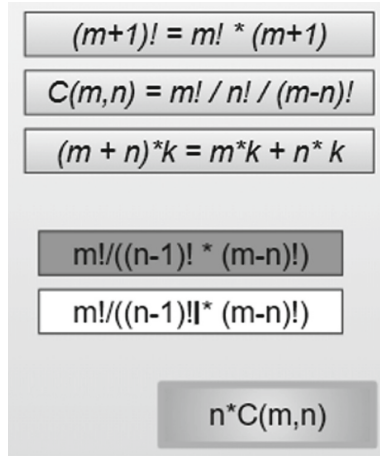 (m+1)! = m! * (m+1)
C(m,n) = m! / n! / (m-n)!
(m + n)*k = m*k + n* k
m!/((n-1)! * (m-n)!)
m!/((n-1)!|* (m-n)!)
n*C(m,n)